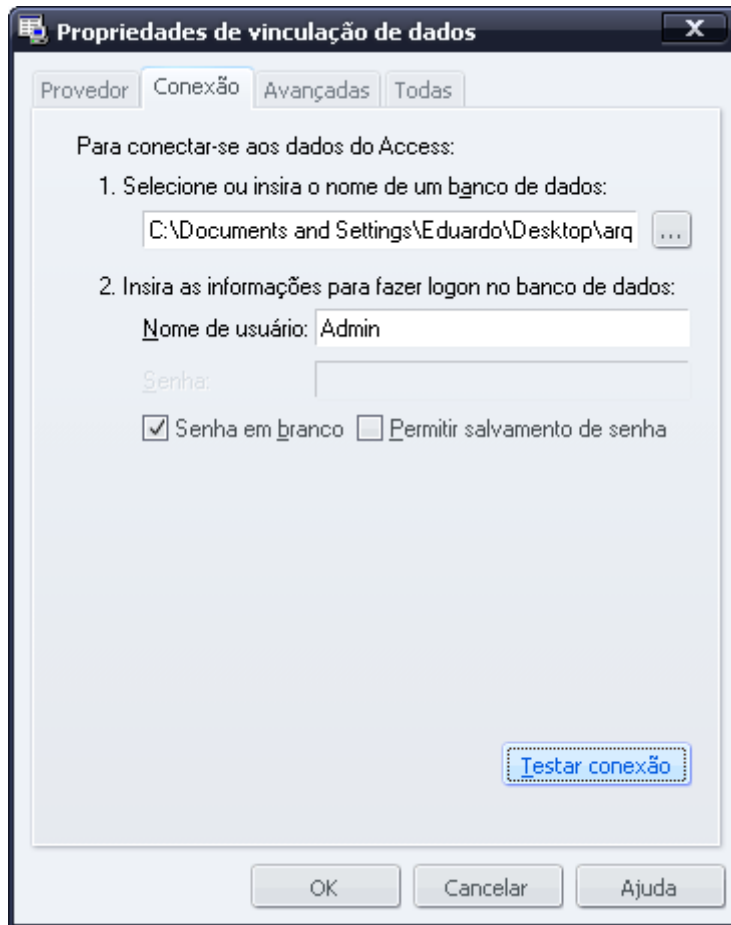 Propriedades de vinculação de dados
Provedor Conexão Avançadas Todas
Para conectar-se aos dados do Access:
1. Selecione ou insira o nome de um banco de dados:
C:\Documents and Settings\Eduardo\Desktop\arq ...
2. Insira as informações para fazer logon no banco de dados:
Nome de usuário: Admin
Senha:
Senha em branco Permitir salvamento de senha
Testar conexão
OK Cancelar Ajuda